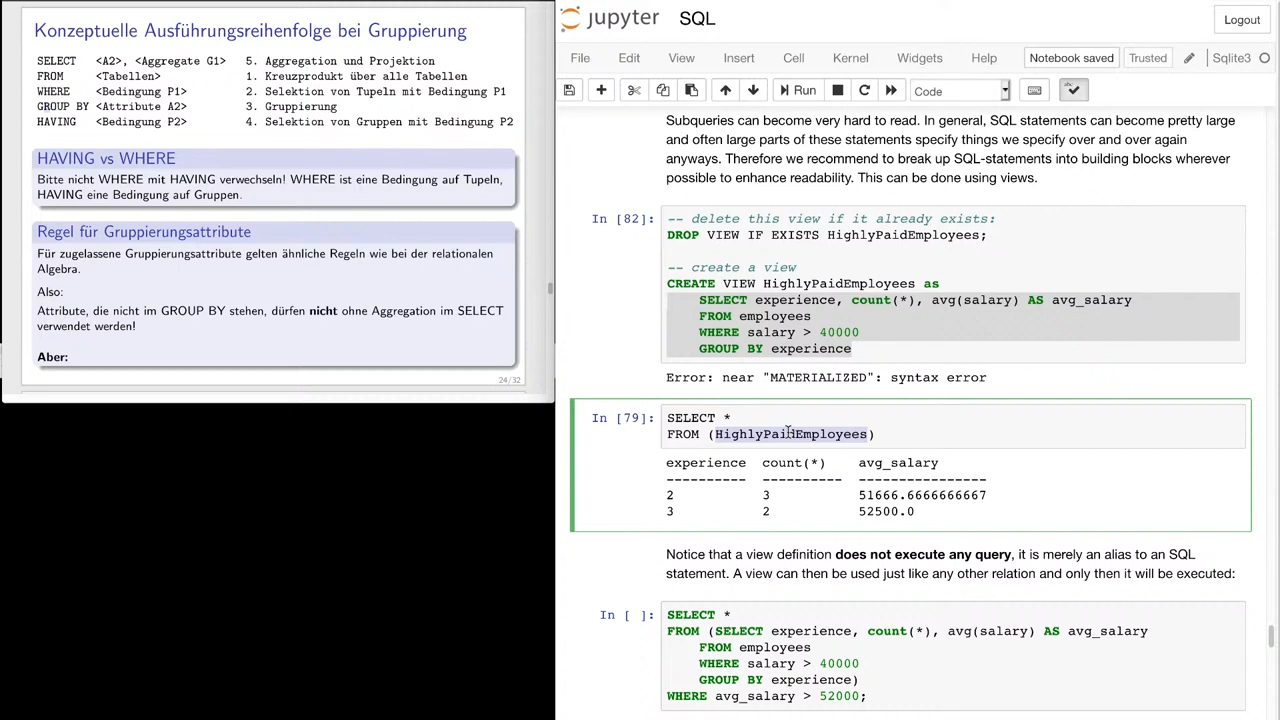 Konzeptuelle Ausführungsreihenfolge bei Gruppierung
SELECT <A2>, <Aggregate G1> 5. Aggregation und Projektion
FROM <Tabellen> 1. Kreuzprodukt über alle Tabellen
WHERE <Bedingung P1> 2. Selektion von Tupeln mit Bedingung P1
GROUP BY <Attribute A2> 3. Gruppierung
HAVING <Bedingung P2> 4. Selektion von Gruppen mit Bedingung P2
HAVING vs WHERE
Bitte nicht WHERE mit HAVING verwechseln! WHERE ist eine Bedingung auf Tupeln,
HAVING eine Bedingung auf Gruppen.
Regel für Gruppierungsattribute
Für zugelassene Gruppierungsattribute gelten ähnliche Regeln wie bei der relationalen
Algebra.
Also:
Attribute, die nicht im GROUP BY stehen, dürfen nicht ohne Aggregation im SELECT
verwendet werden!
Aber:
24/32
jupyter SQL
Logout
File Edit View Insert Cell Kernel Widgets Help Notebook saved Trusted Sqlite3
Run Code
Subqueries can become very hard to read. In general, SQL statements can become pretty large
and often large parts of these statements specify things we specify over and over again
anyways. Therefore we recommend to break up SQL-statements into building blocks wherever
possible to enhance readability. This can be done using views.
In [82]: -- delete this view if it already exists:
DROP VIEW IF EXISTS HighlyPaidEmployees;
-- create a view
CREATE VIEW HighlyPaidEmployees as
SELECT experience, count(*), avg(salary) AS avg_salary
FROM employees
WHERE salary > 40000
GROUP BY experience
Error: near "MATERIALIZED": syntax error
In [79]: SELECT *
FROM (HighlyPaidEmployees)
experience count(*) avg_salary
---------- ---------- ----------------
2 3 51666.6666666667
3 2 52500.0
Notice that a view definition does not execute any query, it is merely an alias to an SQL
statement. A view can then be used just like any other relation and only then it will be executed:
In [ ]: SELECT *
FROM (SELECT experience, count(*), avg(salary) AS avg_salary
FROM employees
WHERE salary > 40000
GROUP BY experience)
WHERE avg_salary > 52000;